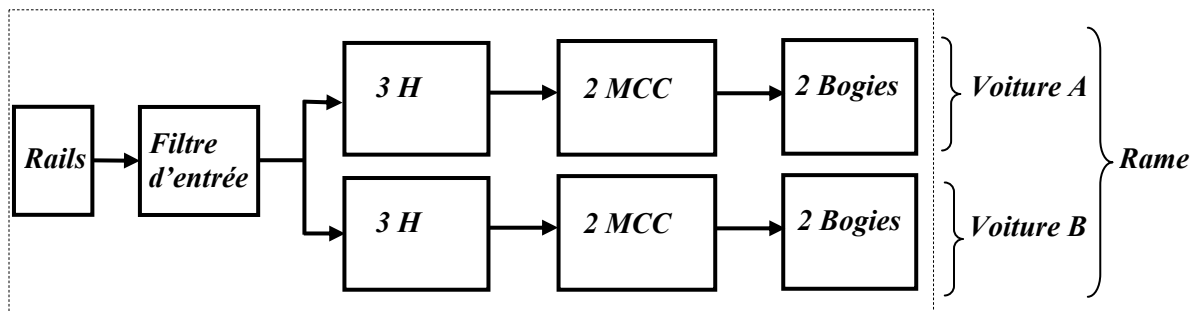 Rails
Filtre
d'entrée
3 H
2 MCC
2 Bogies
Voiture A
3 H
2 MCC
2 Bogies
Voiture B
Rame